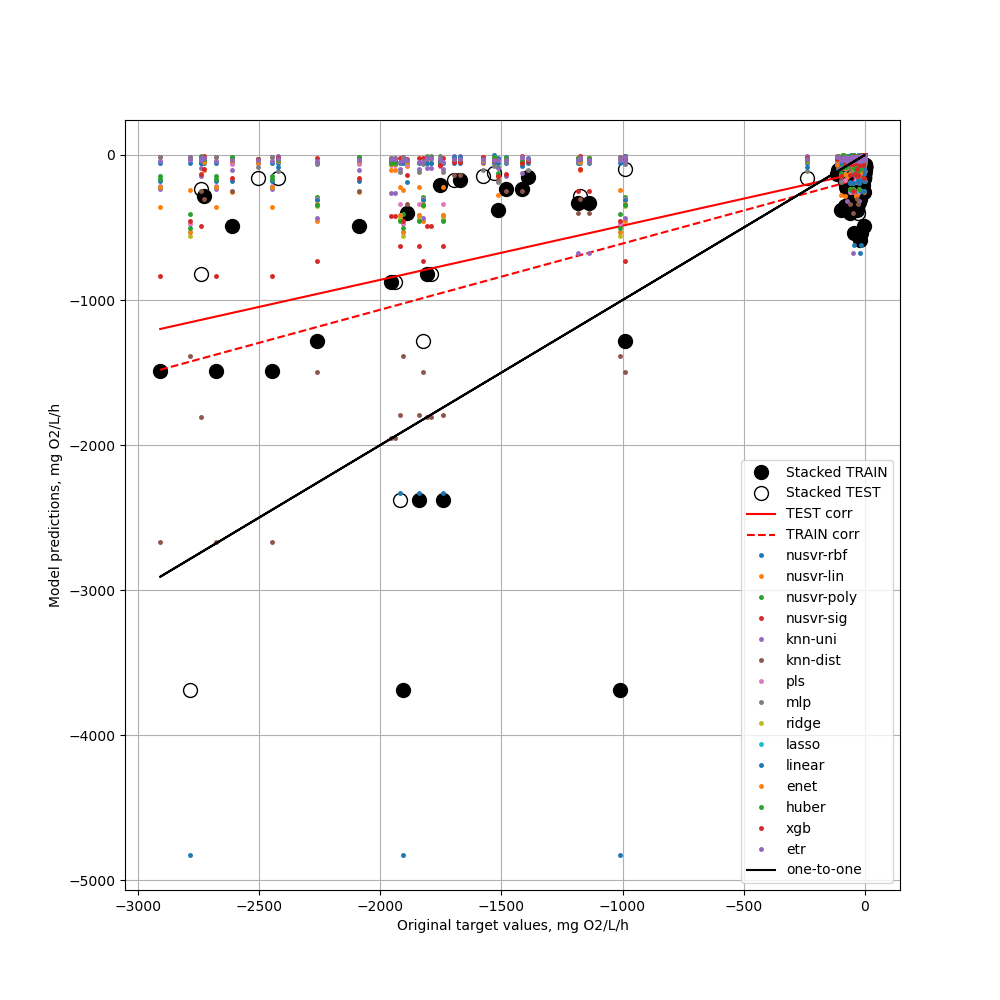 0
−1000
−2000
−3000
−4000
−5000
Model predictions, mg O2/L/h
−3000
−2500
−2000
−1500
−1000
−500
0
Original target values, mg O2/L/h
Stacked TRAIN
Stacked TEST
TEST corr
TRAIN corr
nusvr-rbf
nusvr-lin
nusvr-poly
nusvr-sig
knn-uni
knn-dist
pls
mlp
ridge
lasso
linear
enet
huber
xgb
etr
one-to-one